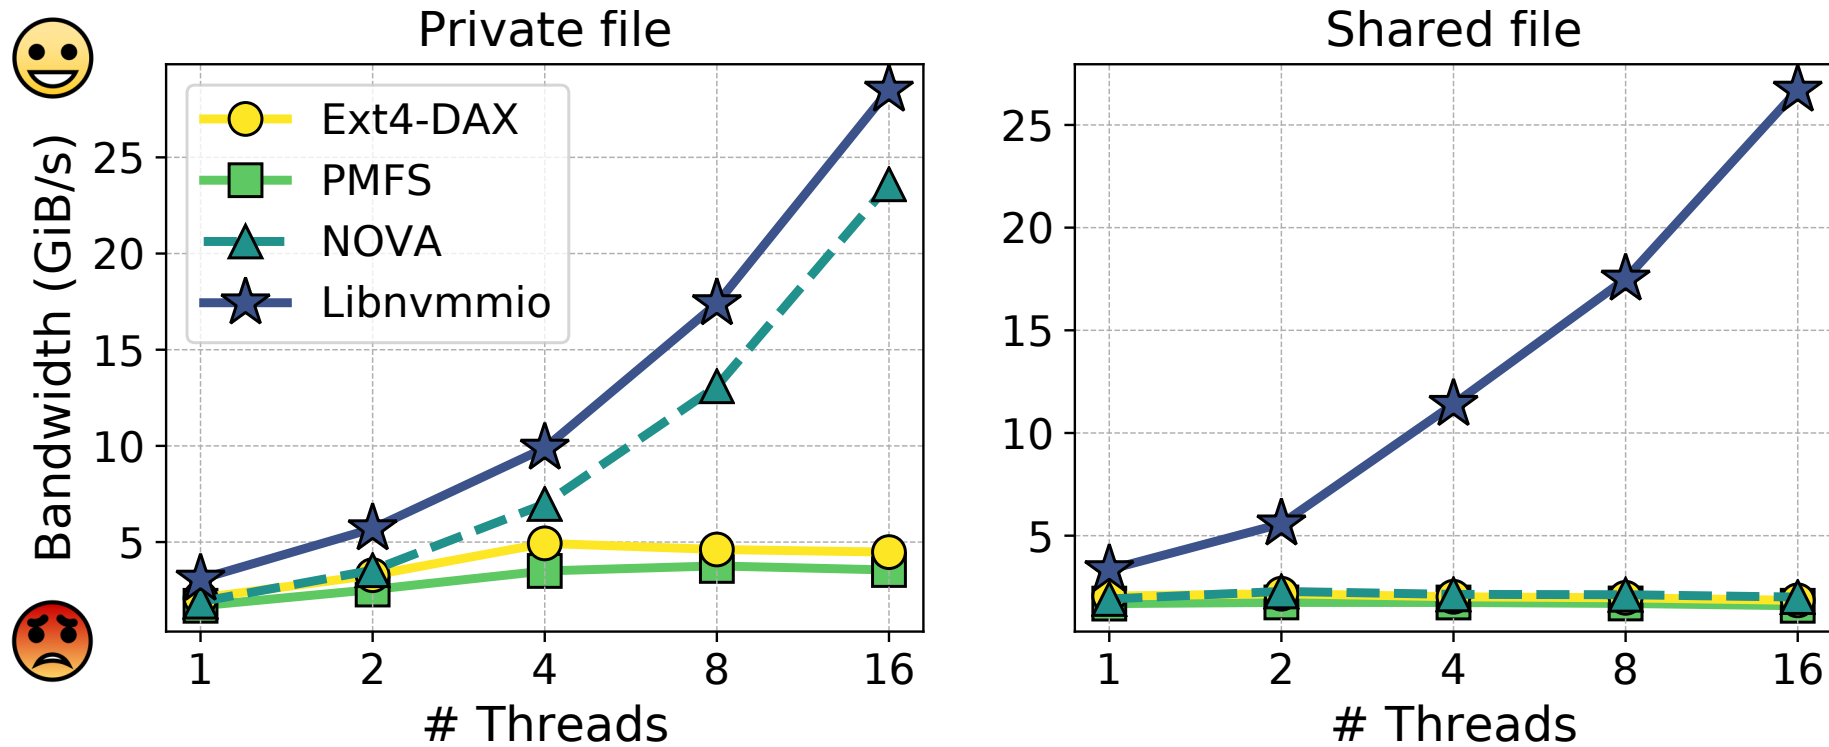 Private file
Bandwidth (GiB/s)
25
20
15
10
5
Ext4-DAX
PMFS
NOVA
Libnvmmio
1 2 4 8 16
# Threads
Shared file
25
20
15
10
5
1 2 4 8 16
# Threads